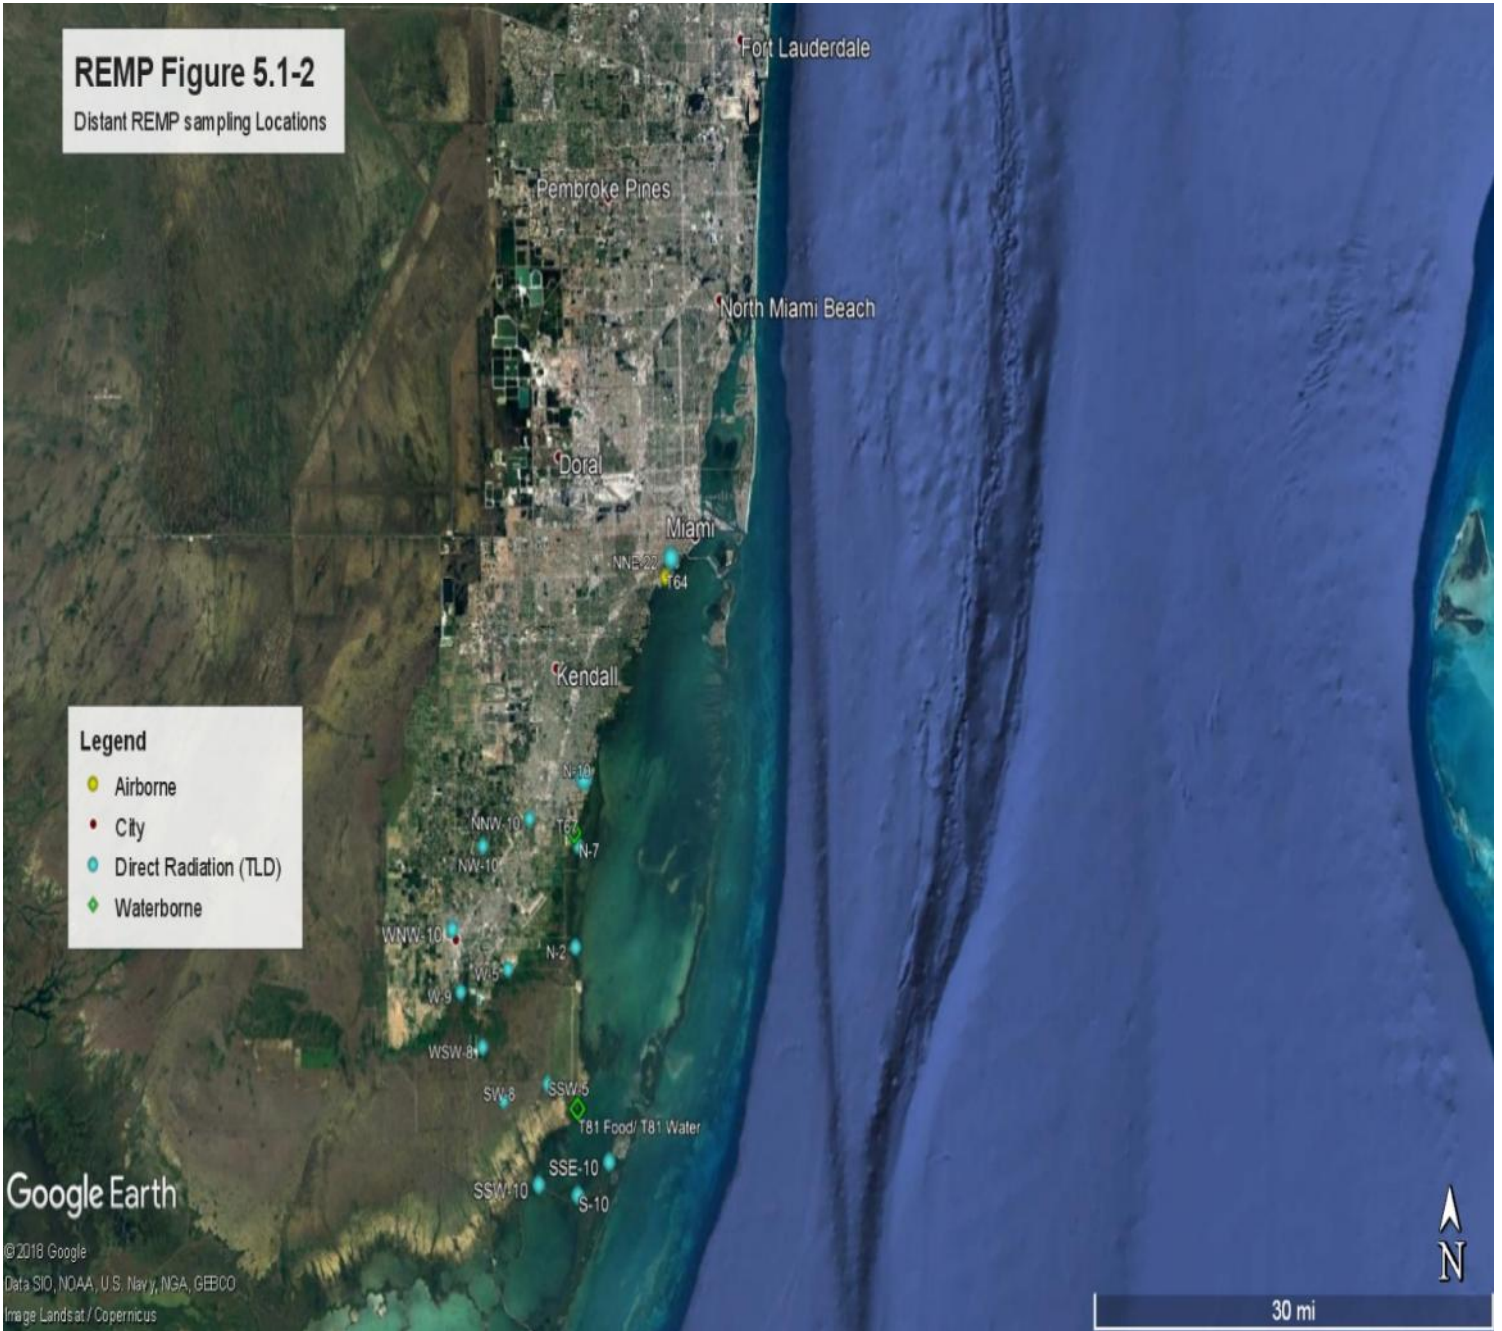 REMP Figure 5.1-2
Distant REMP sampling Locations
Fort Lauderdale
Pembroke Pines
North Miami Beach
Doral
Miami
NNE-22
T64
Kendall
Legend
Airborne
City
Direct Radiation (TLD)
Waterborne
N-10
NNW-10
T67
NW-10
N-7
WNW-10
N-2
W-5
W-9
WSW-8
SW-8
SSW-5
T81 Food/ T81 Water
SSE-10
SSW-10
S-10
Google Earth
©2018 Google
Data SIO, NOAA, U.S. Navy, NGA, GEBCO
Image Landsat / Copernicus
N
30 mi